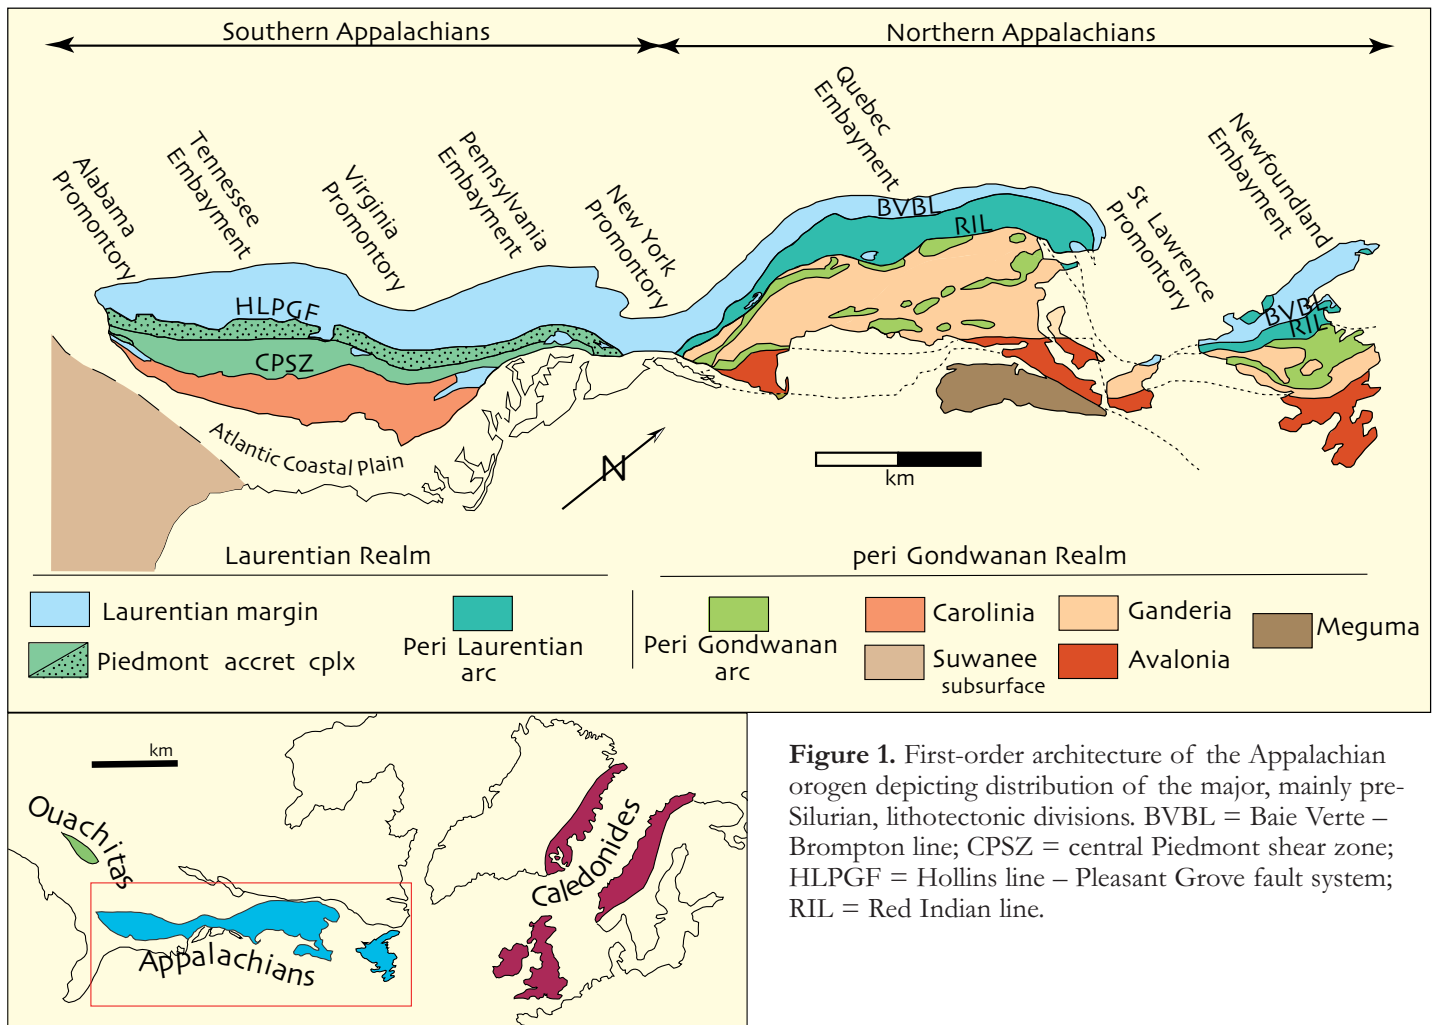 Southern Appalachians
Northern Appalachians
Alabama
Promontory
Tennessee
Embayment
Virginia
Promontory
Pennsylvania
Embayment
New York
Promontory
Quebec
Embayment
St Lawrence
Promontory
Newfoundland
Embayment
HLPGF
CPSZ
BVBL
RIL
BVBL
RIL
Atlantic Coastal Plain
N
km
Laurentian Realm
peri Gondwanan Realm
Laurentian margin
Piedmont accret cplx
Peri Laurentian
arc
Peri Gondwanan
arc
Carolinia
Suwanee
subsurface
Ganderia
Avalonia
Meguma
km
Ouachitas
Appalachians
Caledonides
Figure 1. First-order architecture of the Appalachian
orogen depicting distribution of the major, mainly pre-
Silurian, lithotectonic divisions. BVBL = Baie Verte –
Brompton line; CPSZ = central Piedmont shear zone;
HLPGF = Hollins line – Pleasant Grove fault system;
RIL = Red Indian line.